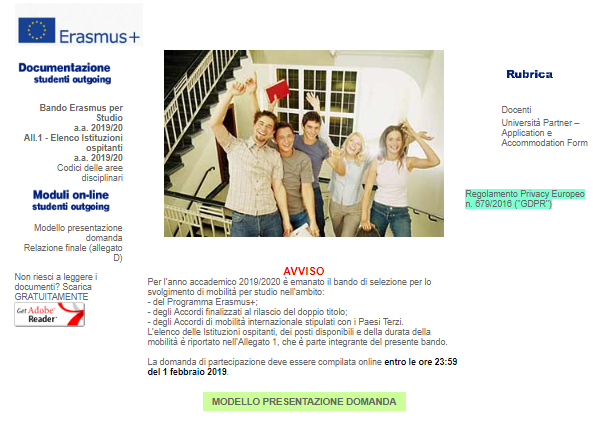 Erasmus+
Documentazione
studenti outgoing
Bando Erasmus per
Studio
a.a. 2019/20
All.1 - Elenco Istituzioni
ospitanti
a.a. 2019/20
Codici delle aree
disciplinari
Moduli on-line
studenti outgoing
Modello presentazione
domanda
Relazione finale (allegato
D)
Non riesci a leggere i
documenti? Scarica
GRATUITAMENTE
Get Adobe
Reader
AVVISO
Per l'anno accademico 2019/2020 è emanato il bando di selezione per lo
svolgimento di mobilità per studio nell'ambito:
- del Programma Erasmus+;
- degli Accordi finalizzati al rilascio del doppio titolo;
- degli Accordi di mobilità internazionale stipulati con i Paesi Terzi.
L'elenco delle Istituzioni ospitanti, dei posti disponibili e della durata della
mobilità è riportato nell'Allegato 1, che è parte integrante del presente bando.
La domanda di partecipazione deve essere compilata online entro le ore 23:59
del 1 febbraio 2019.
MODELLO PRESENTAZIONE DOMANDA
Rubrica
Docenti
Università Partner –
Application e
Accommodation Form
Regolamento Privacy Europeo
n. 679/2016 ("GDPR")